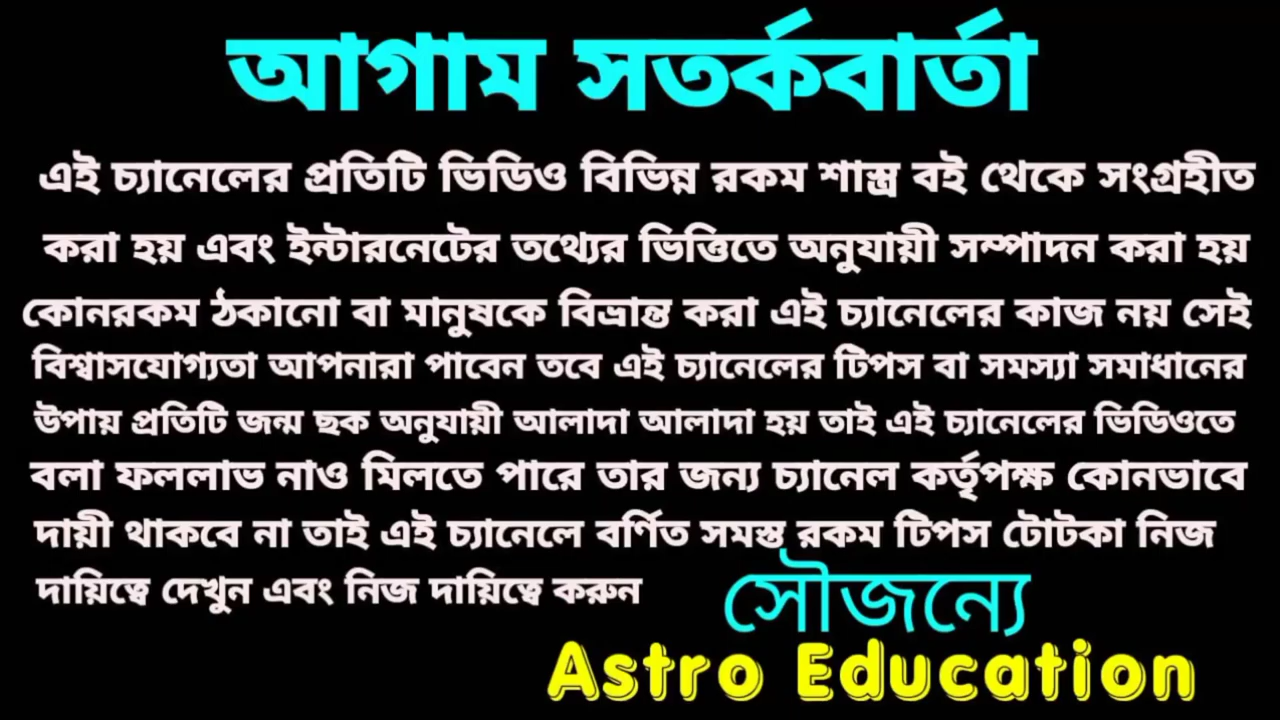 আগাম সতর্কবার্তা
এই চ্যানেলের প্রতিটি ভিডিও বিভিন্ন রকম শাস্ত্র বই থেকে সংগ্রহীত
করা হয় এবং ইন্টারনেটের তথ্যের ভিত্তিতে অনুযায়ী সম্পাদন করা হয়
কোনরকম ঠকানো বা মানুষকে বিভ্রান্ত করা এই চ্যানেলের কাজ নয় সেই
বিশ্বাসযোগ্যতা আপনারা পাবেন তবে এই চ্যানেলের টিপস বা সমস্যা সমাধানের
উপায় প্রতিটি জন্ম ছক অনুযায়ী আলাদা আলাদা হয় তাই এই চ্যানেলের ভিডিওতে
বলা ফললাভ নাও মিলতে পারে তার জন্য চ্যানেল কর্তৃপক্ষ কোনভাবে
দায়ী থাকবে না তাই এই চ্যানেলে বর্ণিত সমস্ত রকম টিপস টোটকা নিজ
দায়িত্বে দেখুন এবং নিজ দায়িত্বে করুন
সৌজন্যে
Astro Education